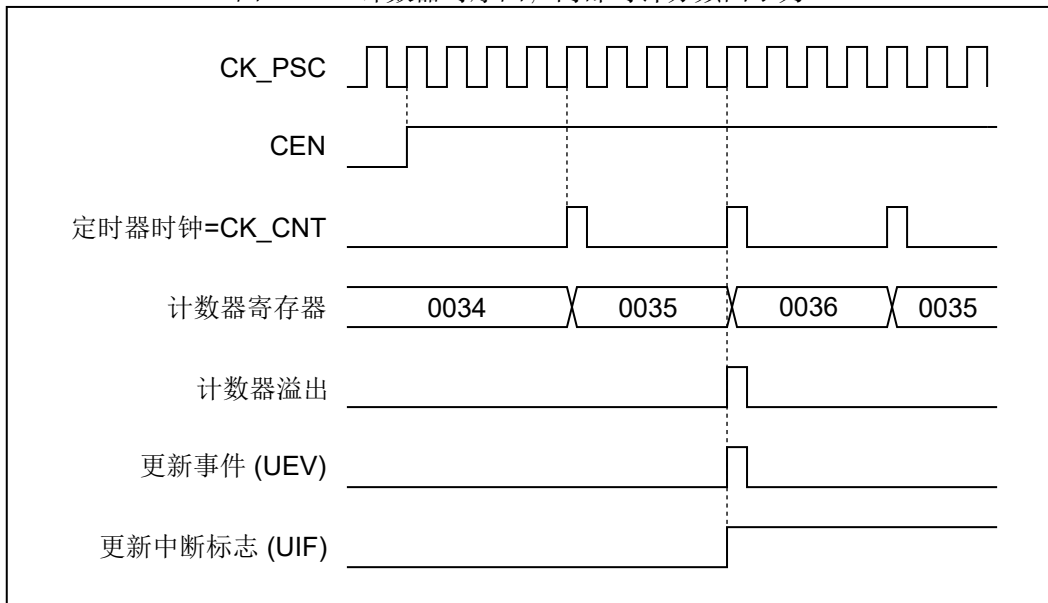 CK_PSC
CEN
定时器时钟=CK_CNT
计数器寄存器 0034 0035 0036 0035
计数器溢出
更新事件 (UEV)
更新中断标志 (UIF)